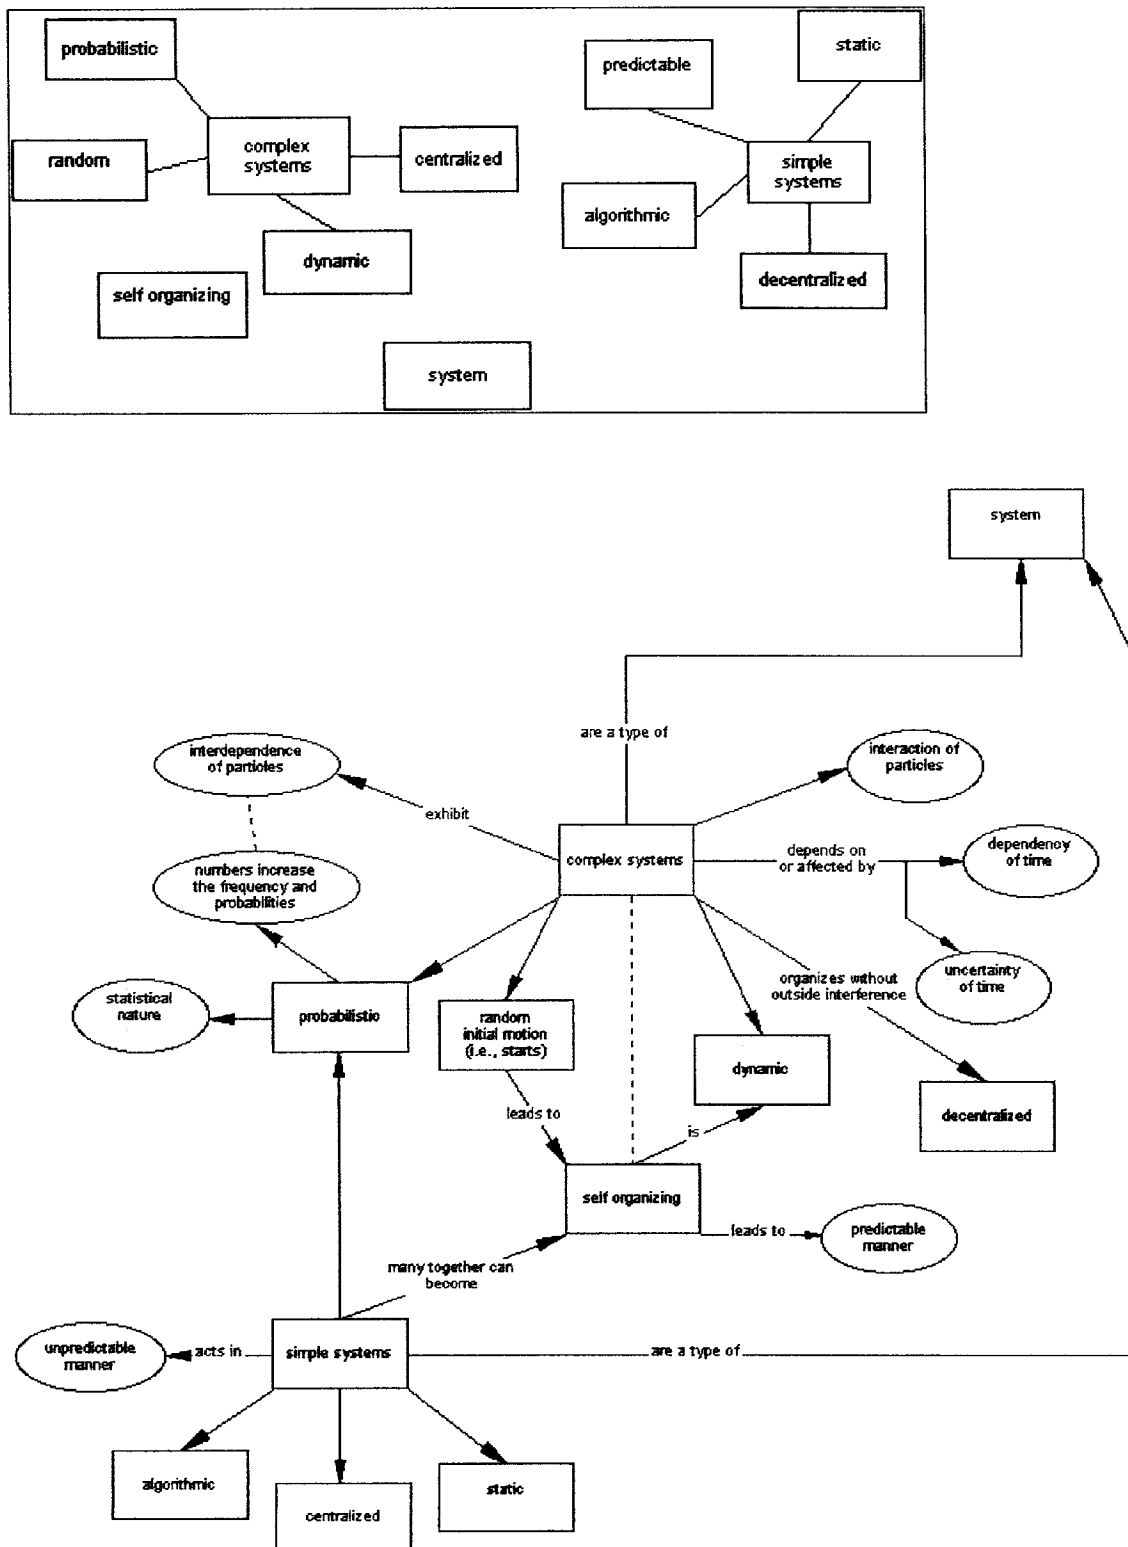 probabilistic
static
predictable
complex
systems
random
centralized
simple
systems
algorithmic
dynamic
decentralized
self organizing
system
system
are a type of
interdependence
of particles
interaction of
particles
exhibit
complex systems
depends on
or affected by
dependency
of time
numbers increase
the frequency and
probabilities
organizes without
outside interference
uncertainty
of time
statistical
nature
probabilistic
random
initial motion
(i.e., starts)
dynamic
decentralized
leads to
is
self organizing
leads to
predictable
manner
many together can
become
unpredictable
manner
acts in
simple systems
are a type of
algorithmic
centralized
static